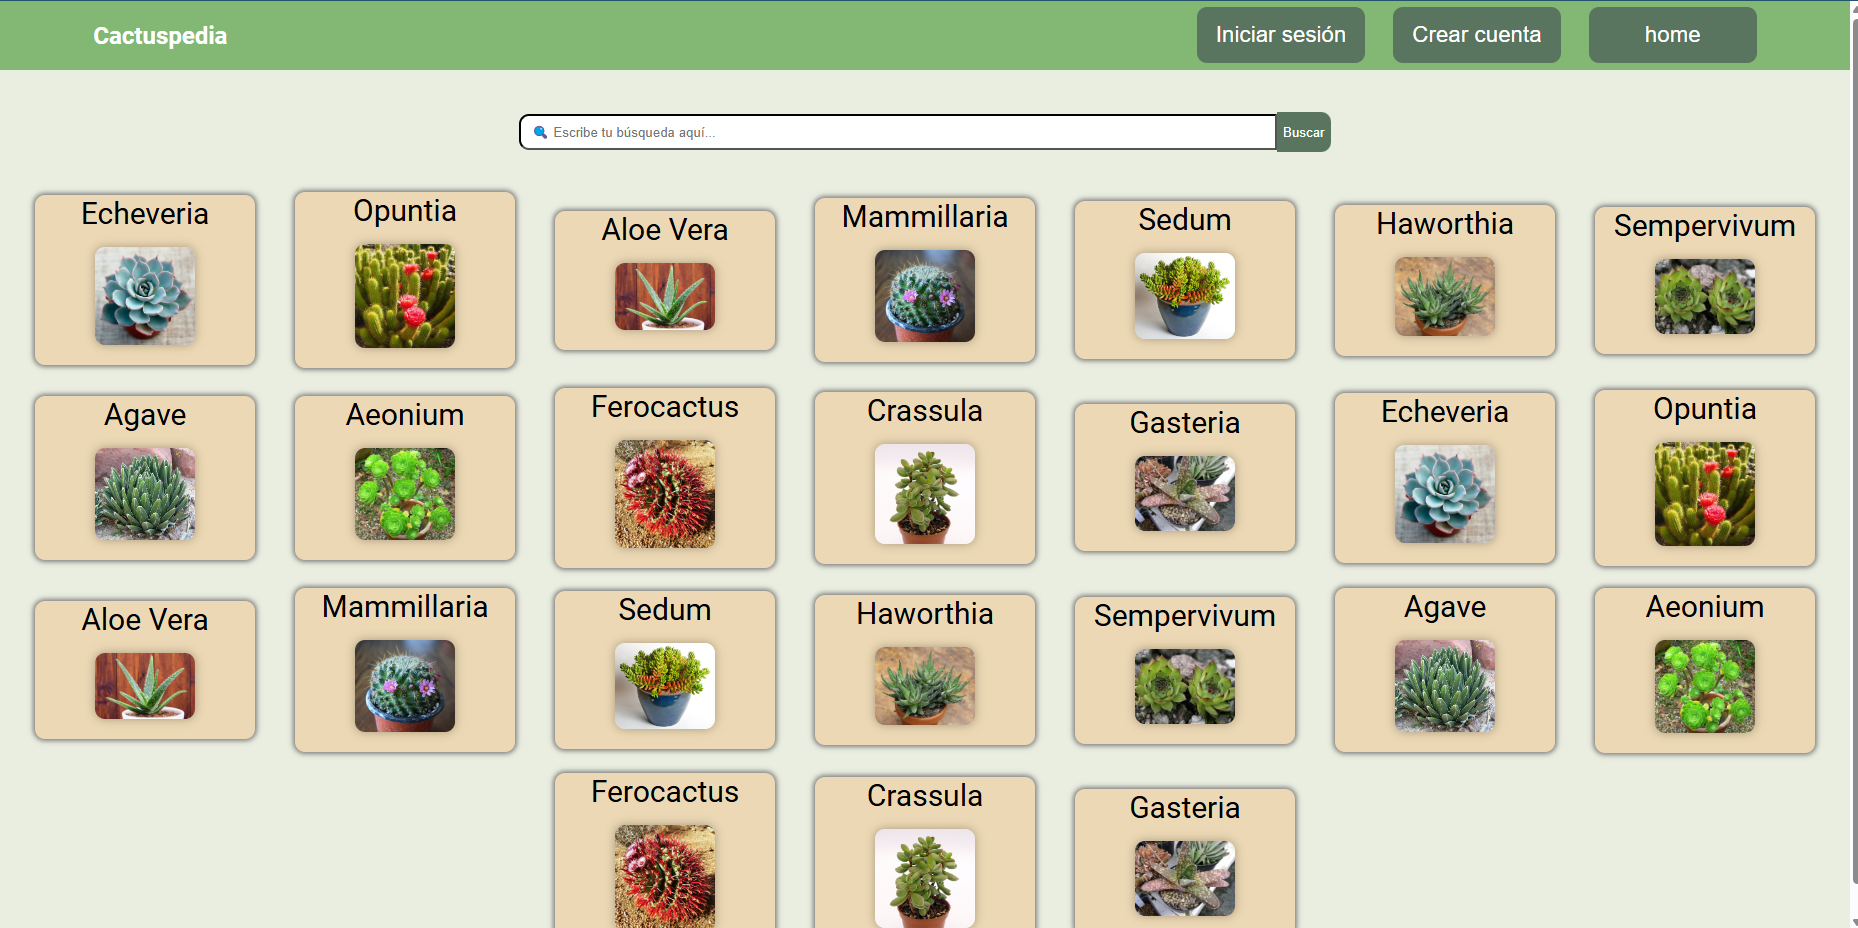 Cactuspedia
Iniciar sesión
Crear cuenta
home
🔍 Escribe tu búsqueda aquí...
Buscar
Echeveria
Opuntia
Aloe Vera
Mammillaria
Sedum
Haworthia
Sempervivum
Agave
Aeonium
Ferocactus
Crassula
Gasteria
Echeveria
Opuntia
Aloe Vera
Mammillaria
Sedum
Haworthia
Sempervivum
Agave
Aeonium
Ferocactus
Crassula
Gasteria